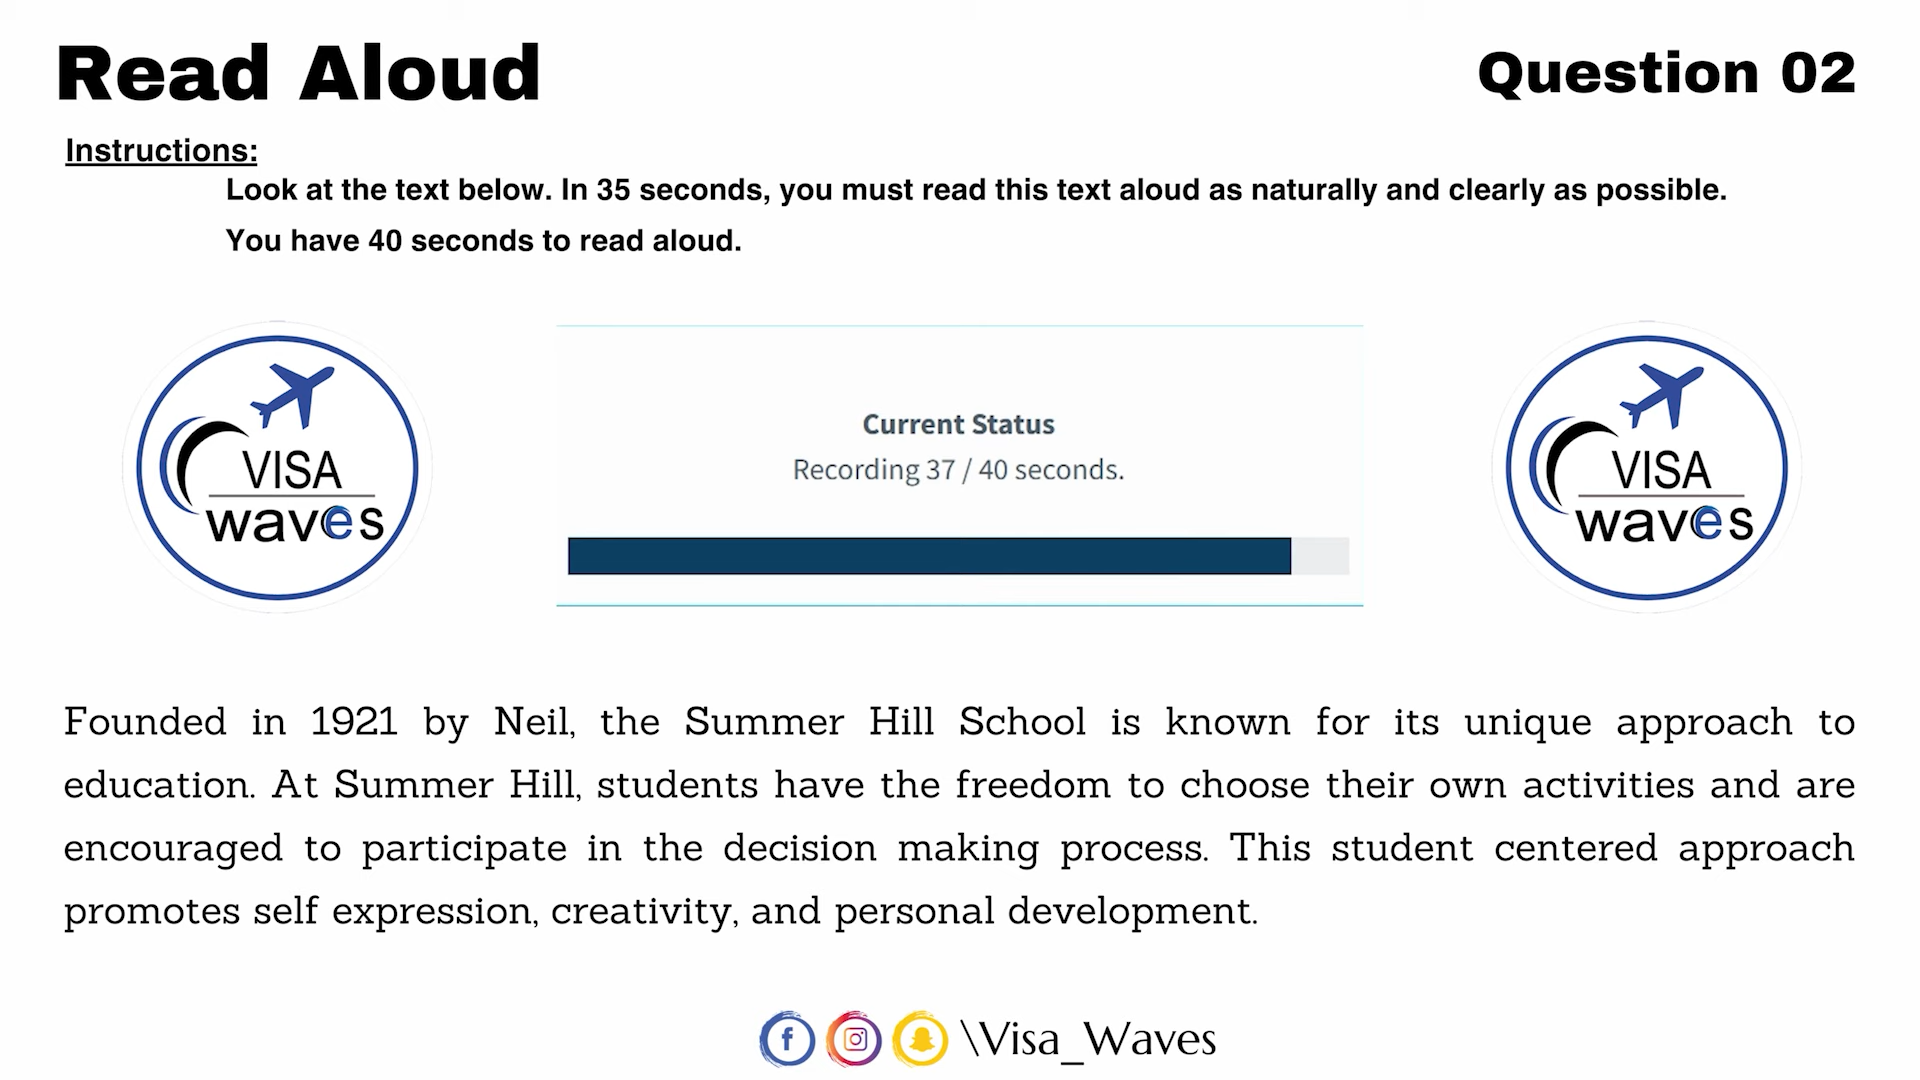 Read Aloud
Question 02
Instructions:
Look at the text below. In 35 seconds, you must read this text aloud as naturally and clearly as possible.
You have 40 seconds to read aloud.
VISA
waves
Current Status
Recording 37 / 40 seconds.
VISA
waves
Founded in 1921 by Neil, the Summer Hill School is known for its unique approach to
education. At Summer Hill, students have the freedom to choose their own activities and are
encouraged to participate in the decision making process. This student centered approach
promotes self expression, creativity, and personal development.
\Visa_Waves